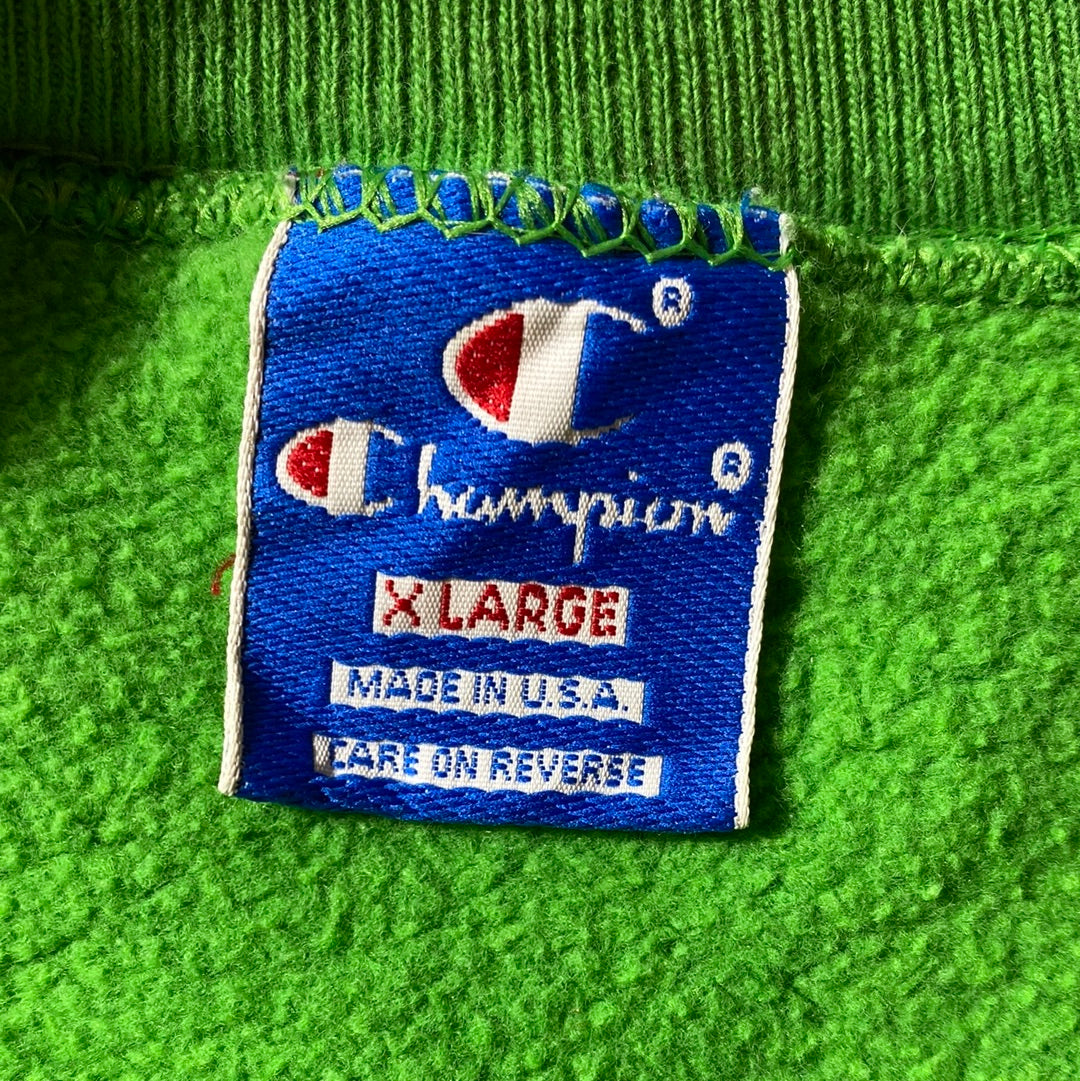 C®
Champion®
X LARGE
MADE IN U.S.A.
CARE ON REVERSE